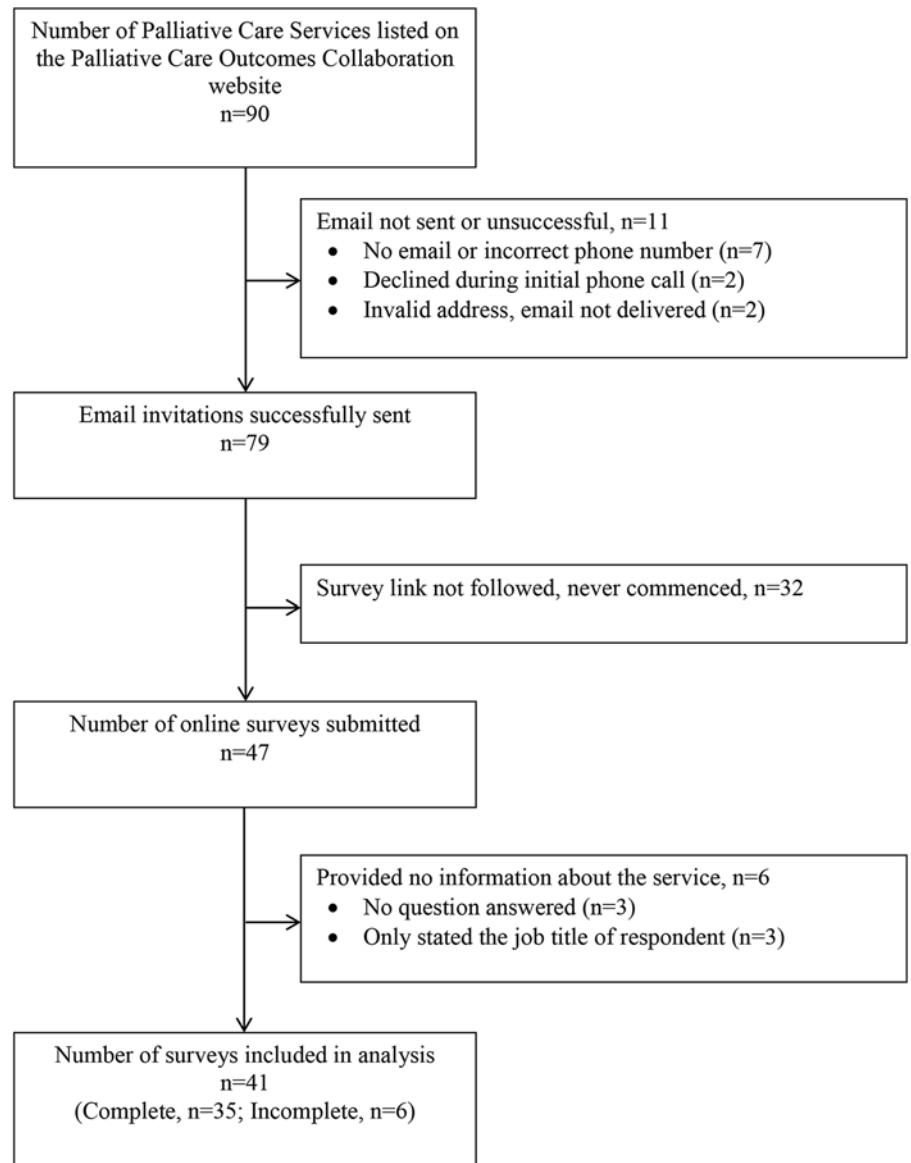 Number of Palliative Care Services listed on
the Palliative Care Outcomes Collaboration
website
n=90
Email not sent or unsuccessful, n=11
• No email or incorrect phone number (n=7)
• Declined during initial phone call (n=2)
• Invalid address, email not delivered (n=2)
Email invitations successfully sent
n=79
Survey link not followed, never commenced, n=32
Number of online surveys submitted
n=47
Provided no information about the service, n=6
• No question answered (n=3)
• Only stated the job title of respondent (n=3)
Number of surveys included in analysis
n=41
(Complete, n=35; Incomplete, n=6)